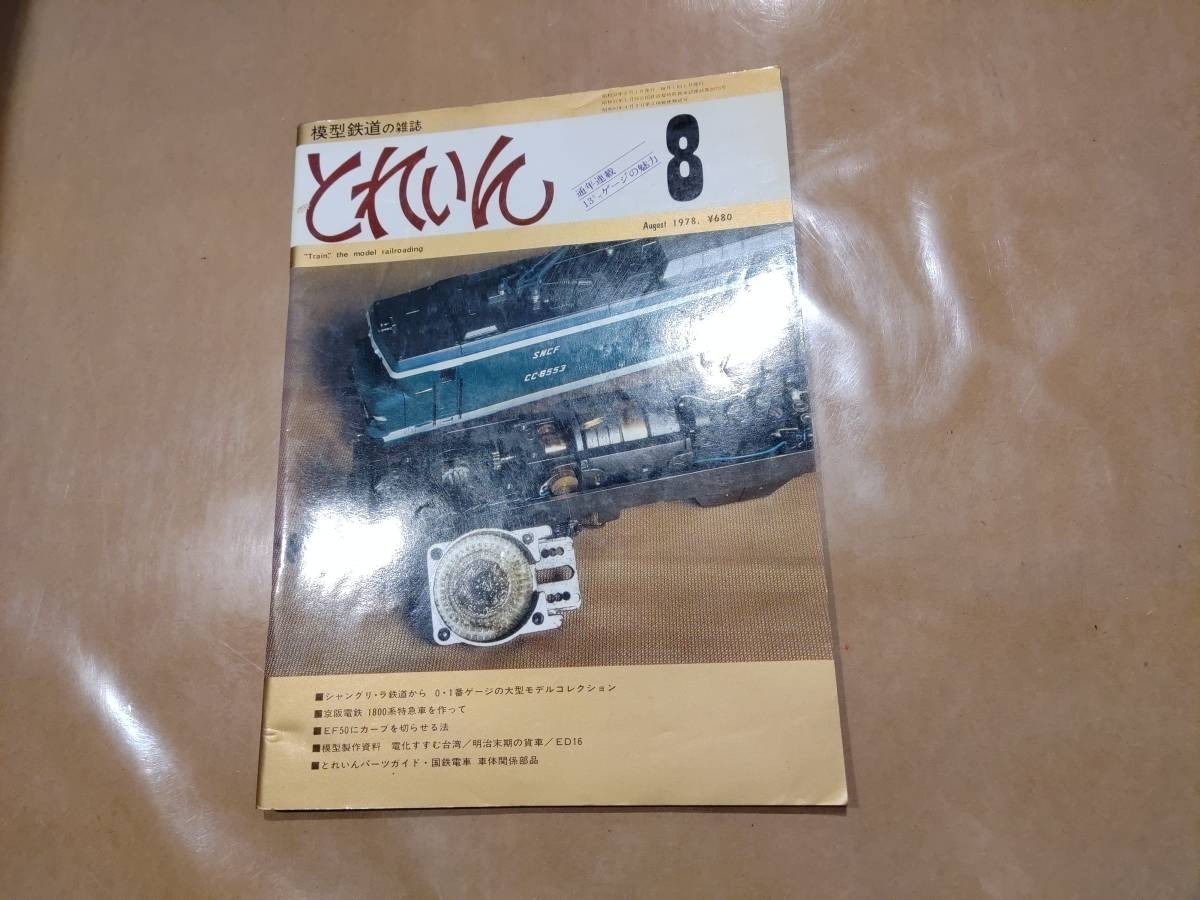 模型鉄道の雑誌
とれいん
通年連載
ゲージの魅力
8
August 1978. ¥680
"Train", the model railroading
SNCF
CC-8553
■シャングリ・ラ鉄道から 0・1番ゲージの大型モデルコレクション
■京阪電鉄 1800系特急車を作って
■EF50にカーブを切らせる法
■模型製作資料 電化すすむ台湾/明治末期の貨車/ED16
■とれいんパーツガイド・国鉄電車 車体関係部品